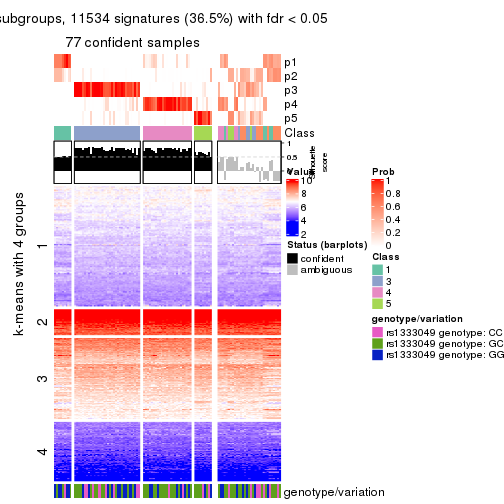 subgroups, 11534 signatures (36.5%) with fdr < 0.05
77 confident samples
p1
p2
p3
p4
p5
Class
1
0.5
0
silhouette
score
k-means with 4 groups
1
2
3
4
Value
10
8
6
4
2
Status (barplots)
confident
ambiguous
Prob
1
0.8
0.6
0.4
0.2
0
Class
1
3
4
5
genotype/variation
rs1333049 genotype: CC
rs1333049 genotype: GC
rs1333049 genotype: GG
genotype/variation